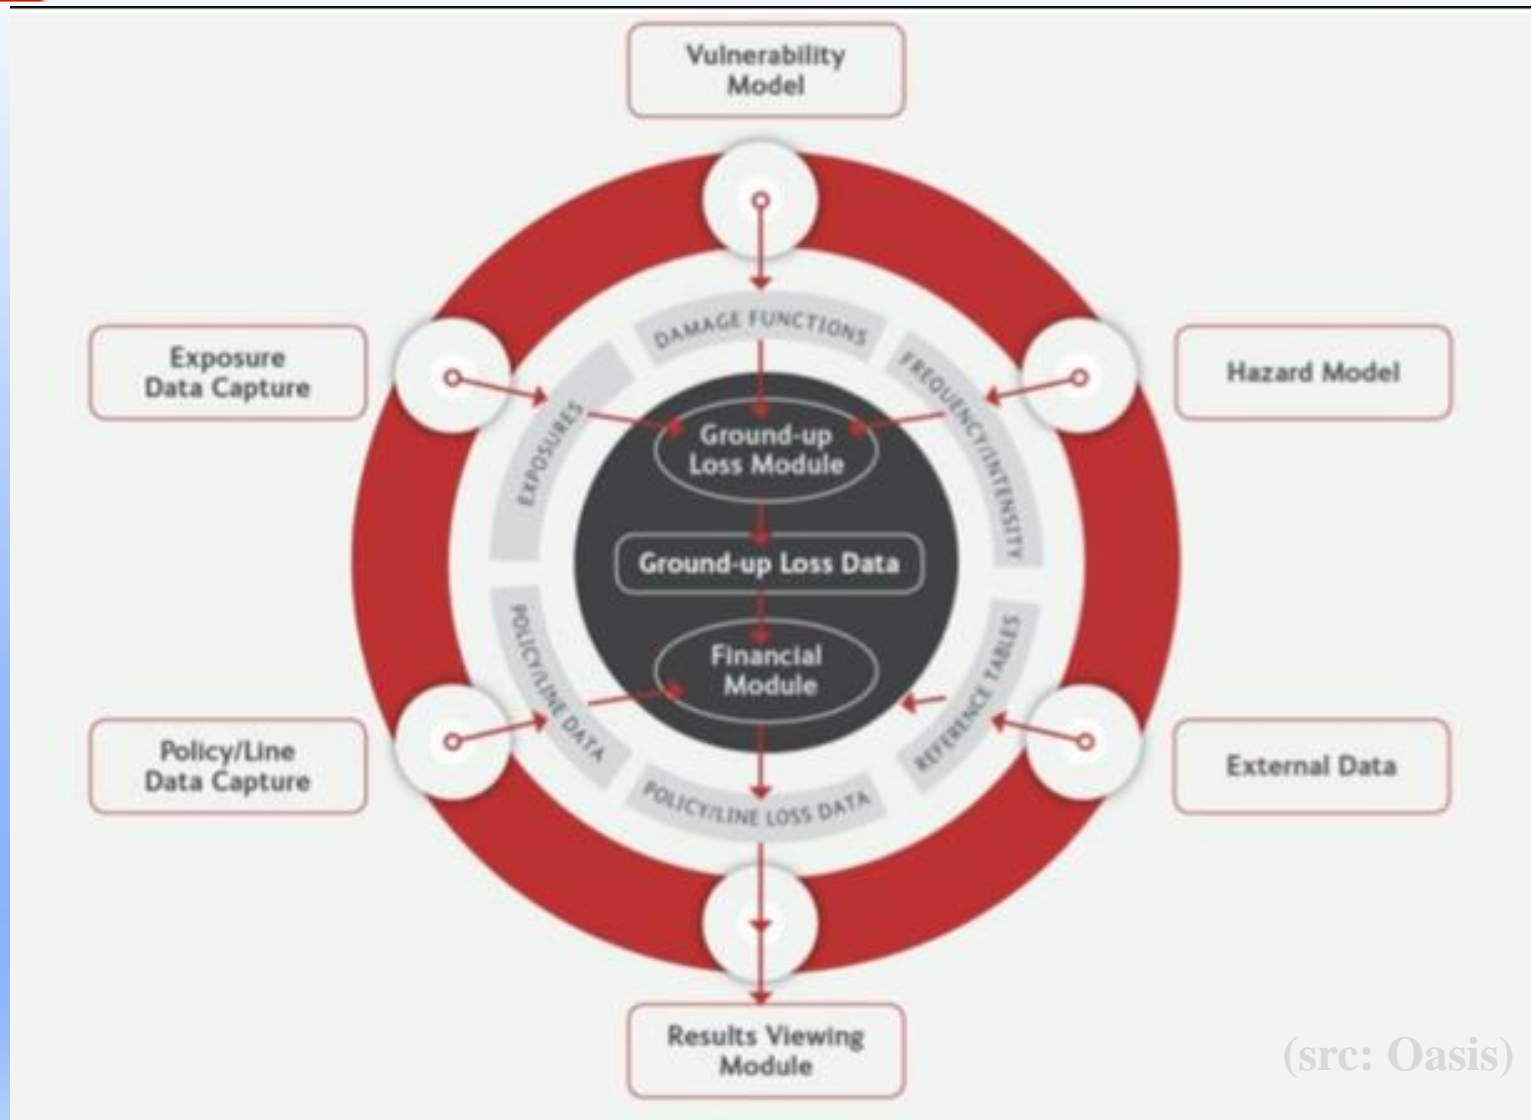 Vulnerability
Model
Exposure
Data Capture
Hazard Model
DAMAGE FUNCTIONS
EXPOSURES
FREQUENCY/INTENSITY
Ground-up
Loss Module
Ground-up Loss Data
Financial
Module
POLICY/LINE DATA
REFERENCE TABLES
POLICY/LINE LOSS DATA
Policy/Line
Data Capture
External Data
Results Viewing
Module
(src: Oasis)